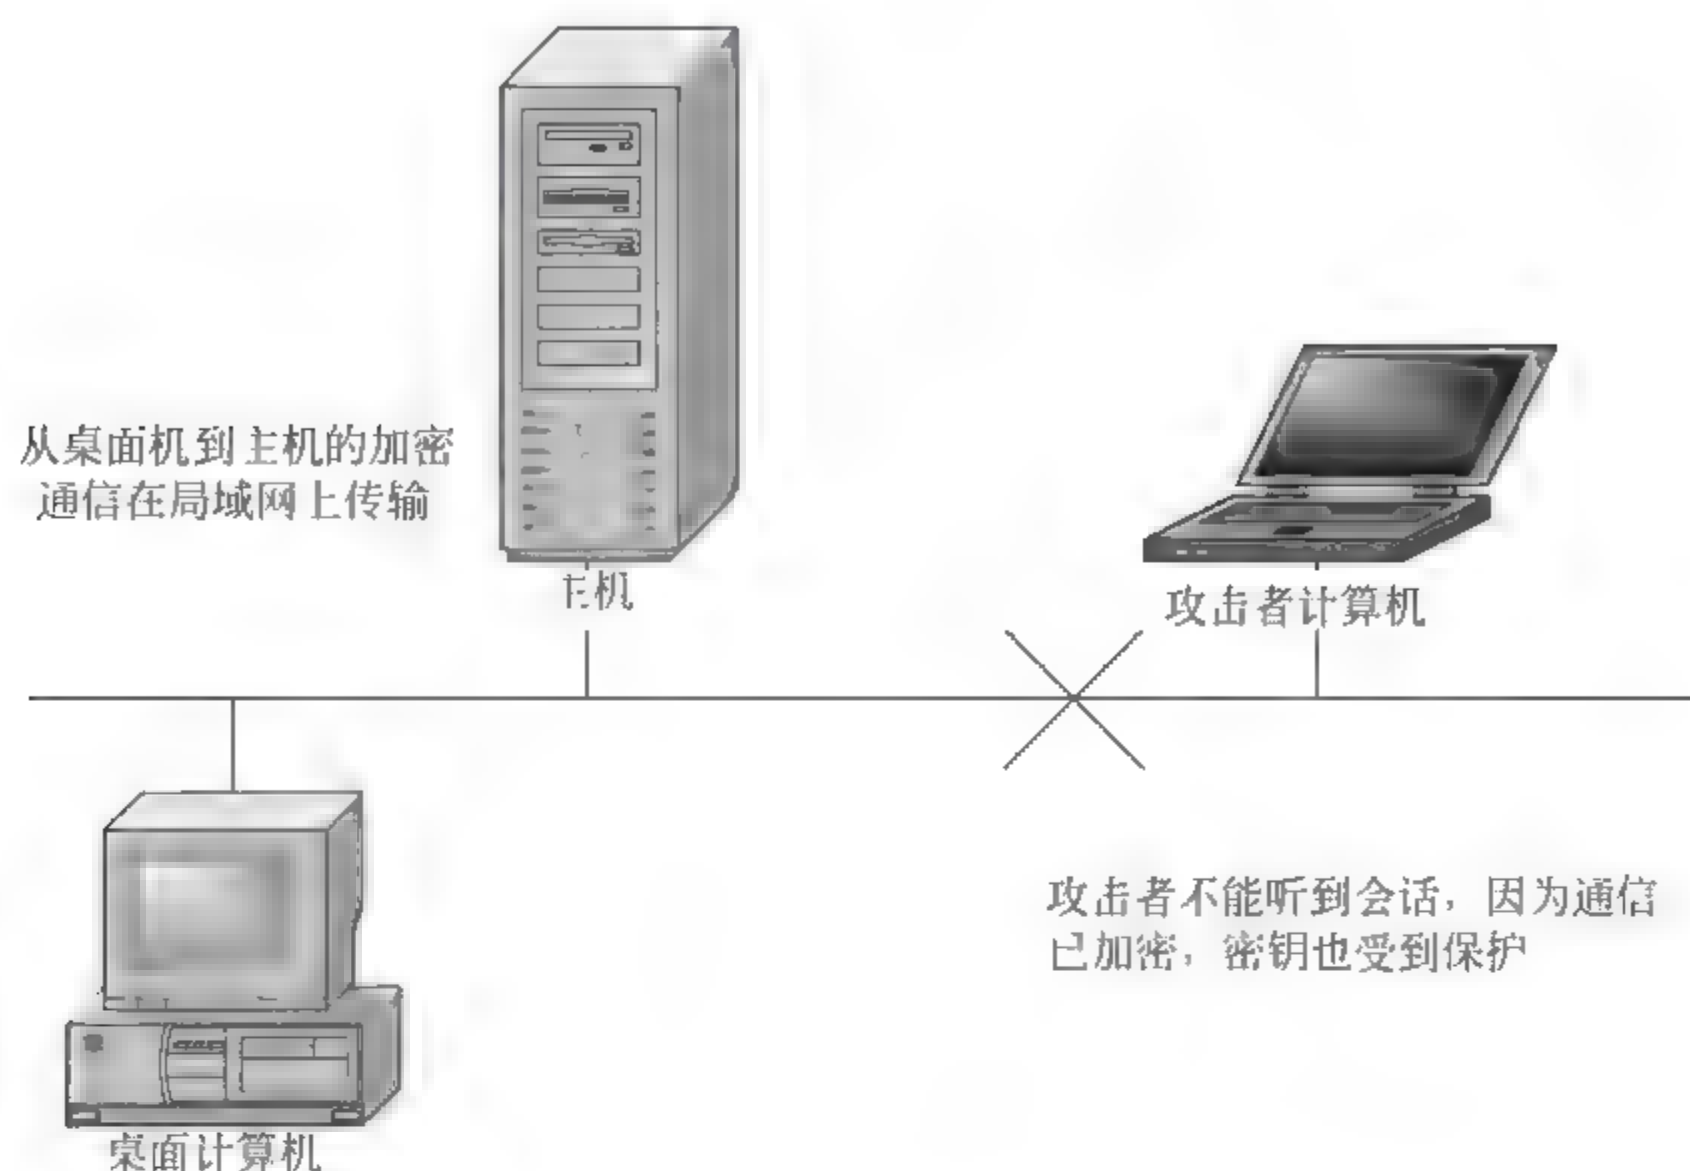 从桌面机到主机的加密
通信在局域网上传输
主机
攻击者计算机
攻击者不能听到会话，因为通信
已加密，密钥也受到保护
桌面计算机